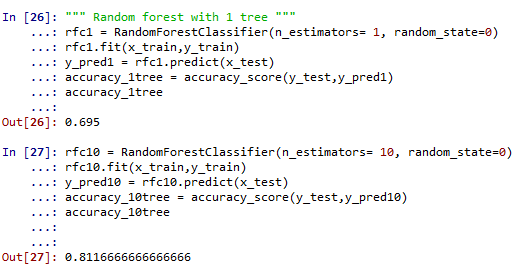 In [26]: """ Random forest with 1 tree """
...: rfc1 = RandomForestClassifier(n_estimators= 1, random_state=0)
...: rfc1.fit(x_train,y_train)
...: y_pred1 = rfc1.predict(x_test)
...: accuracy_1tree = accuracy_score(y_test,y_pred1)
...: accuracy_1tree
...:
Out[26]: 0.695
In [27]: rfc10 = RandomForestClassifier(n_estimators= 10, random_state=0)
...: rfc10.fit(x_train,y_train)
...: y_pred10 = rfc10.predict(x_test)
...: accuracy_10tree = accuracy_score(y_test,y_pred10)
...: accuracy_10tree
...:
...:
Out[27]: 0.8116666666666666